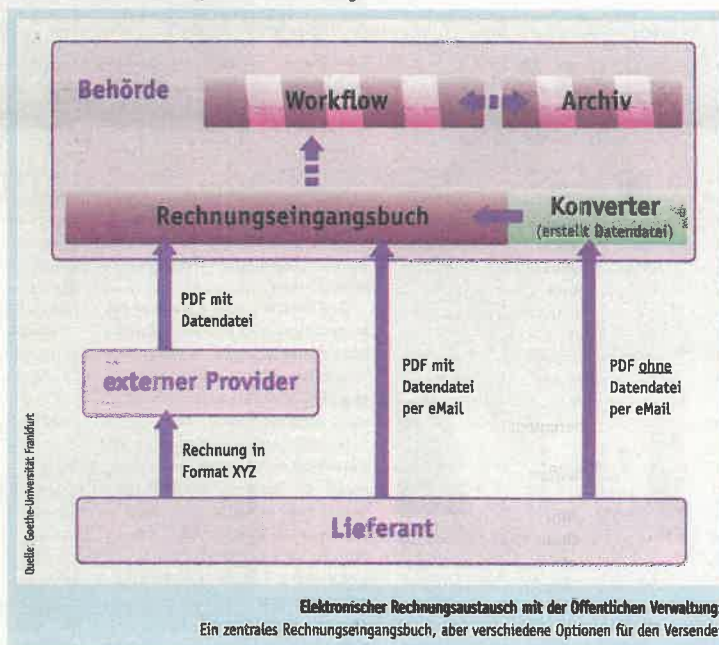 Behörde
Workflow
Archiv
Rechnungseingangsbuch
Konverter
(erstellt Datendatei)
PDF mit
Datendatei
externer Provider
PDF mit
Datendatei
per eMail
PDF ohne
Datendatei
per eMail
Rechnung in
Format XYZ
Lieferant
Quelle: Goethe-Universität Frankfurt
Elektronischer Rechnungsaustausch mit der Öffentlichen Verwaltung:
Ein zentrales Rechnungseingangsbuch, aber verschiedene Optionen für den Versender